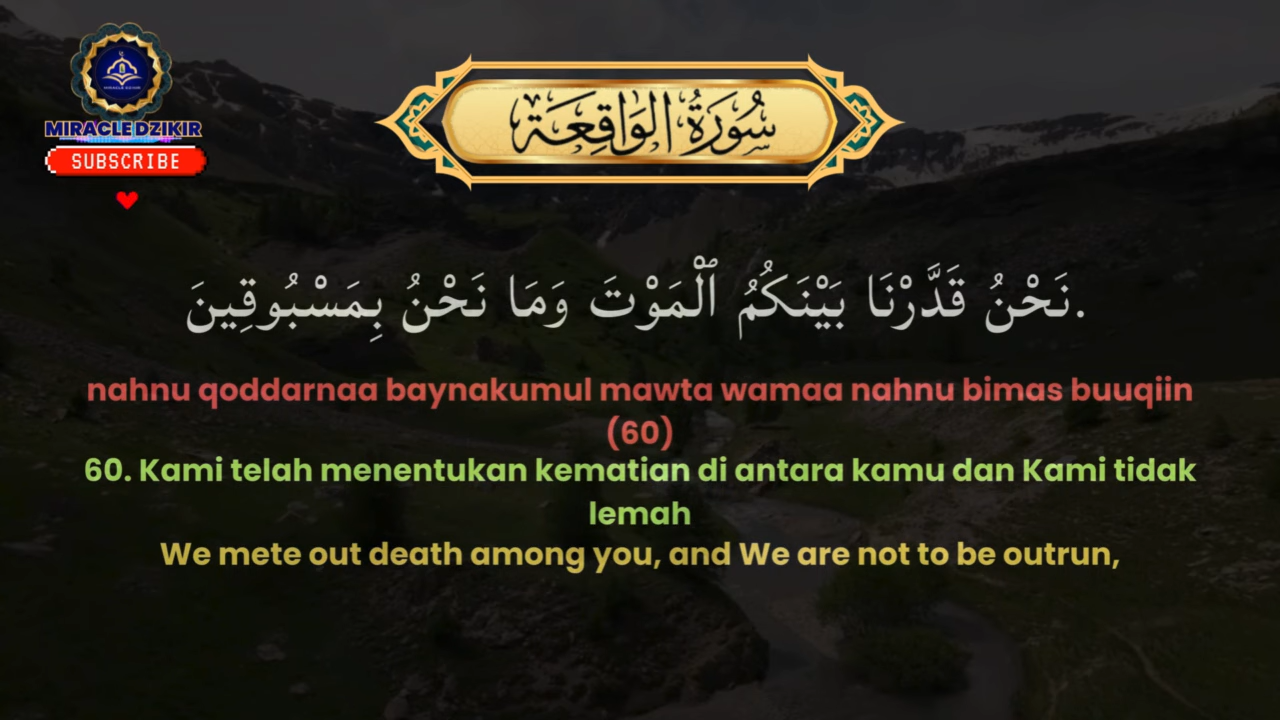 MIRACLE DZIKIR
SUBSCRIBE
سُورَةُ الوَاقِعَة
نَحْنُ قَدَّرْنَا بَيْنَكُمُ ٱلْمَوْتَ وَمَا نَحْنُ بِمَسْبُوقِينَ.
nahnu qoddarnaa baynakumul mawta wamaa nahnu bimas buuqiin
(60)
60. Kami telah menentukan kematian di antara kamu dan Kami tidak
lemah
We mete out death among you, and We are not to be outrun,